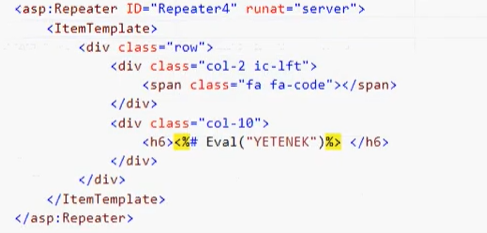 <asp:Repeater ID="Repeater4" runat="server">
<ItemTemplate>
<div class="row">
<div class="col-2 ic-lft">
<span class="fa fa-code"></span>
</div>
<div class="col-10">
<h6><%# Eval("YETENEK")%> </h6>
</div>
</div>
</ItemTemplate>
</asp:Repeater>